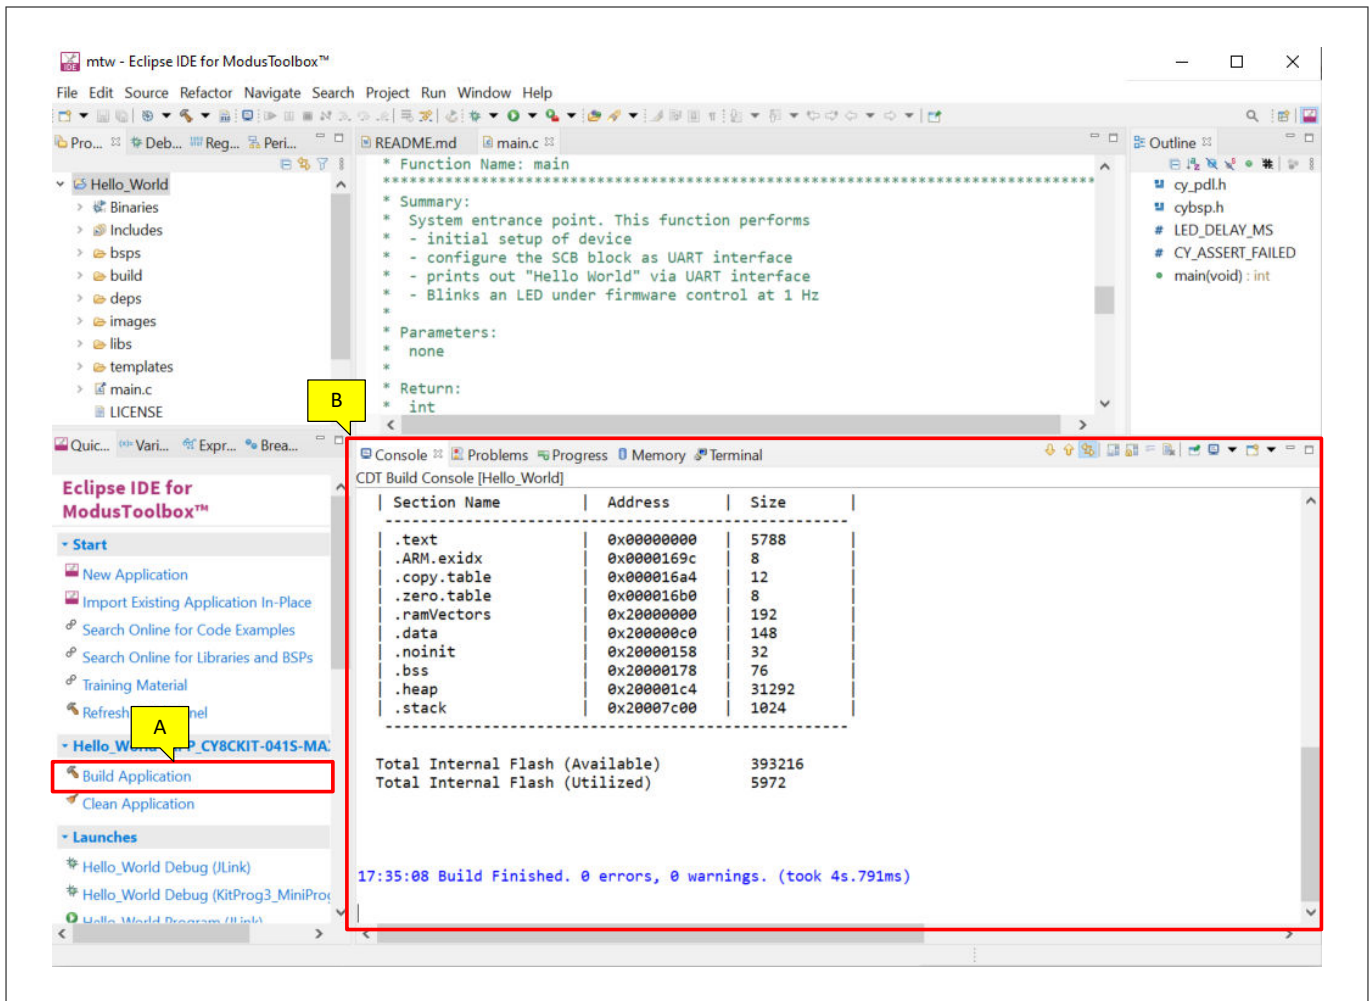 mtw - Eclipse IDE for ModusToolbox™
File Edit Source Refactor Navigate Search Project Run Window Help
Pro... Deb... Reg... Peri...
Hello_World
Binaries
Includes
bsps
build
deps
images
libs
templates
main.c
LICENSE
README.md main.c
* Function Name: main
********************************************************************************
* Summary:
* System entrance point. This function performs
* - initial setup of device
* - configure the SCB block as UART interface
* - prints out "Hello World" via UART interface
* - Blinks an LED under firmware control at 1 Hz
*
* Parameters:
* none
*
* Return:
* int
Outline
cy_pdl.h
cybsp.h
# LED_DELAY_MS
# CY_ASSERT_FAILED
main(void) : int
B
Quic... Vari... Expr... Brea...
Eclipse IDE for
ModusToolbox™
Start
New Application
Import Existing Application In-Place
Search Online for Code Examples
Search Online for Libraries and BSPs
Training Material
Refresh
A
Build Application
Clean Application
Launches
Hello_World Debug (JLink)
Hello_World Debug (KitProg3_MiniProg
Hello_World Program (JLink)
Console Problems Progress Memory Terminal
CDT Build Console [Hello_World]
| Section Name | Address | Size |
-----------------------------------------------------
| .text | 0x00000000 | 5788 |
| .ARM.exidx | 0x0000169c | 8 |
| .copy.table | 0x000016a4 | 12 |
| .zero.table | 0x000016b0 | 8 |
| .ramVectors | 0x20000000 | 192 |
| .data | 0x200000c0 | 148 |
| .noinit | 0x20000158 | 32 |
| .bss | 0x20000178 | 76 |
| .heap | 0x200001c4 | 31292 |
| .stack | 0x20007c00 | 1024 |
-----------------------------------------------------
Total Internal Flash (Available) 393216
Total Internal Flash (Utilized) 5972
17:35:08 Build Finished. 0 errors, 0 warnings. (took 4s.791ms)